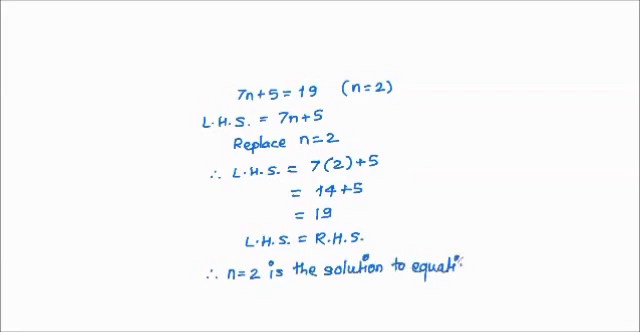 7n+5 = 19 (n=2)
L.H.S. = 7n+5
Replace n=2
∴ L.H.S. = 7(2)+5
= 14+5
= 19
L.H.S. = R.H.S.
∴ n=2 is the solution to equati